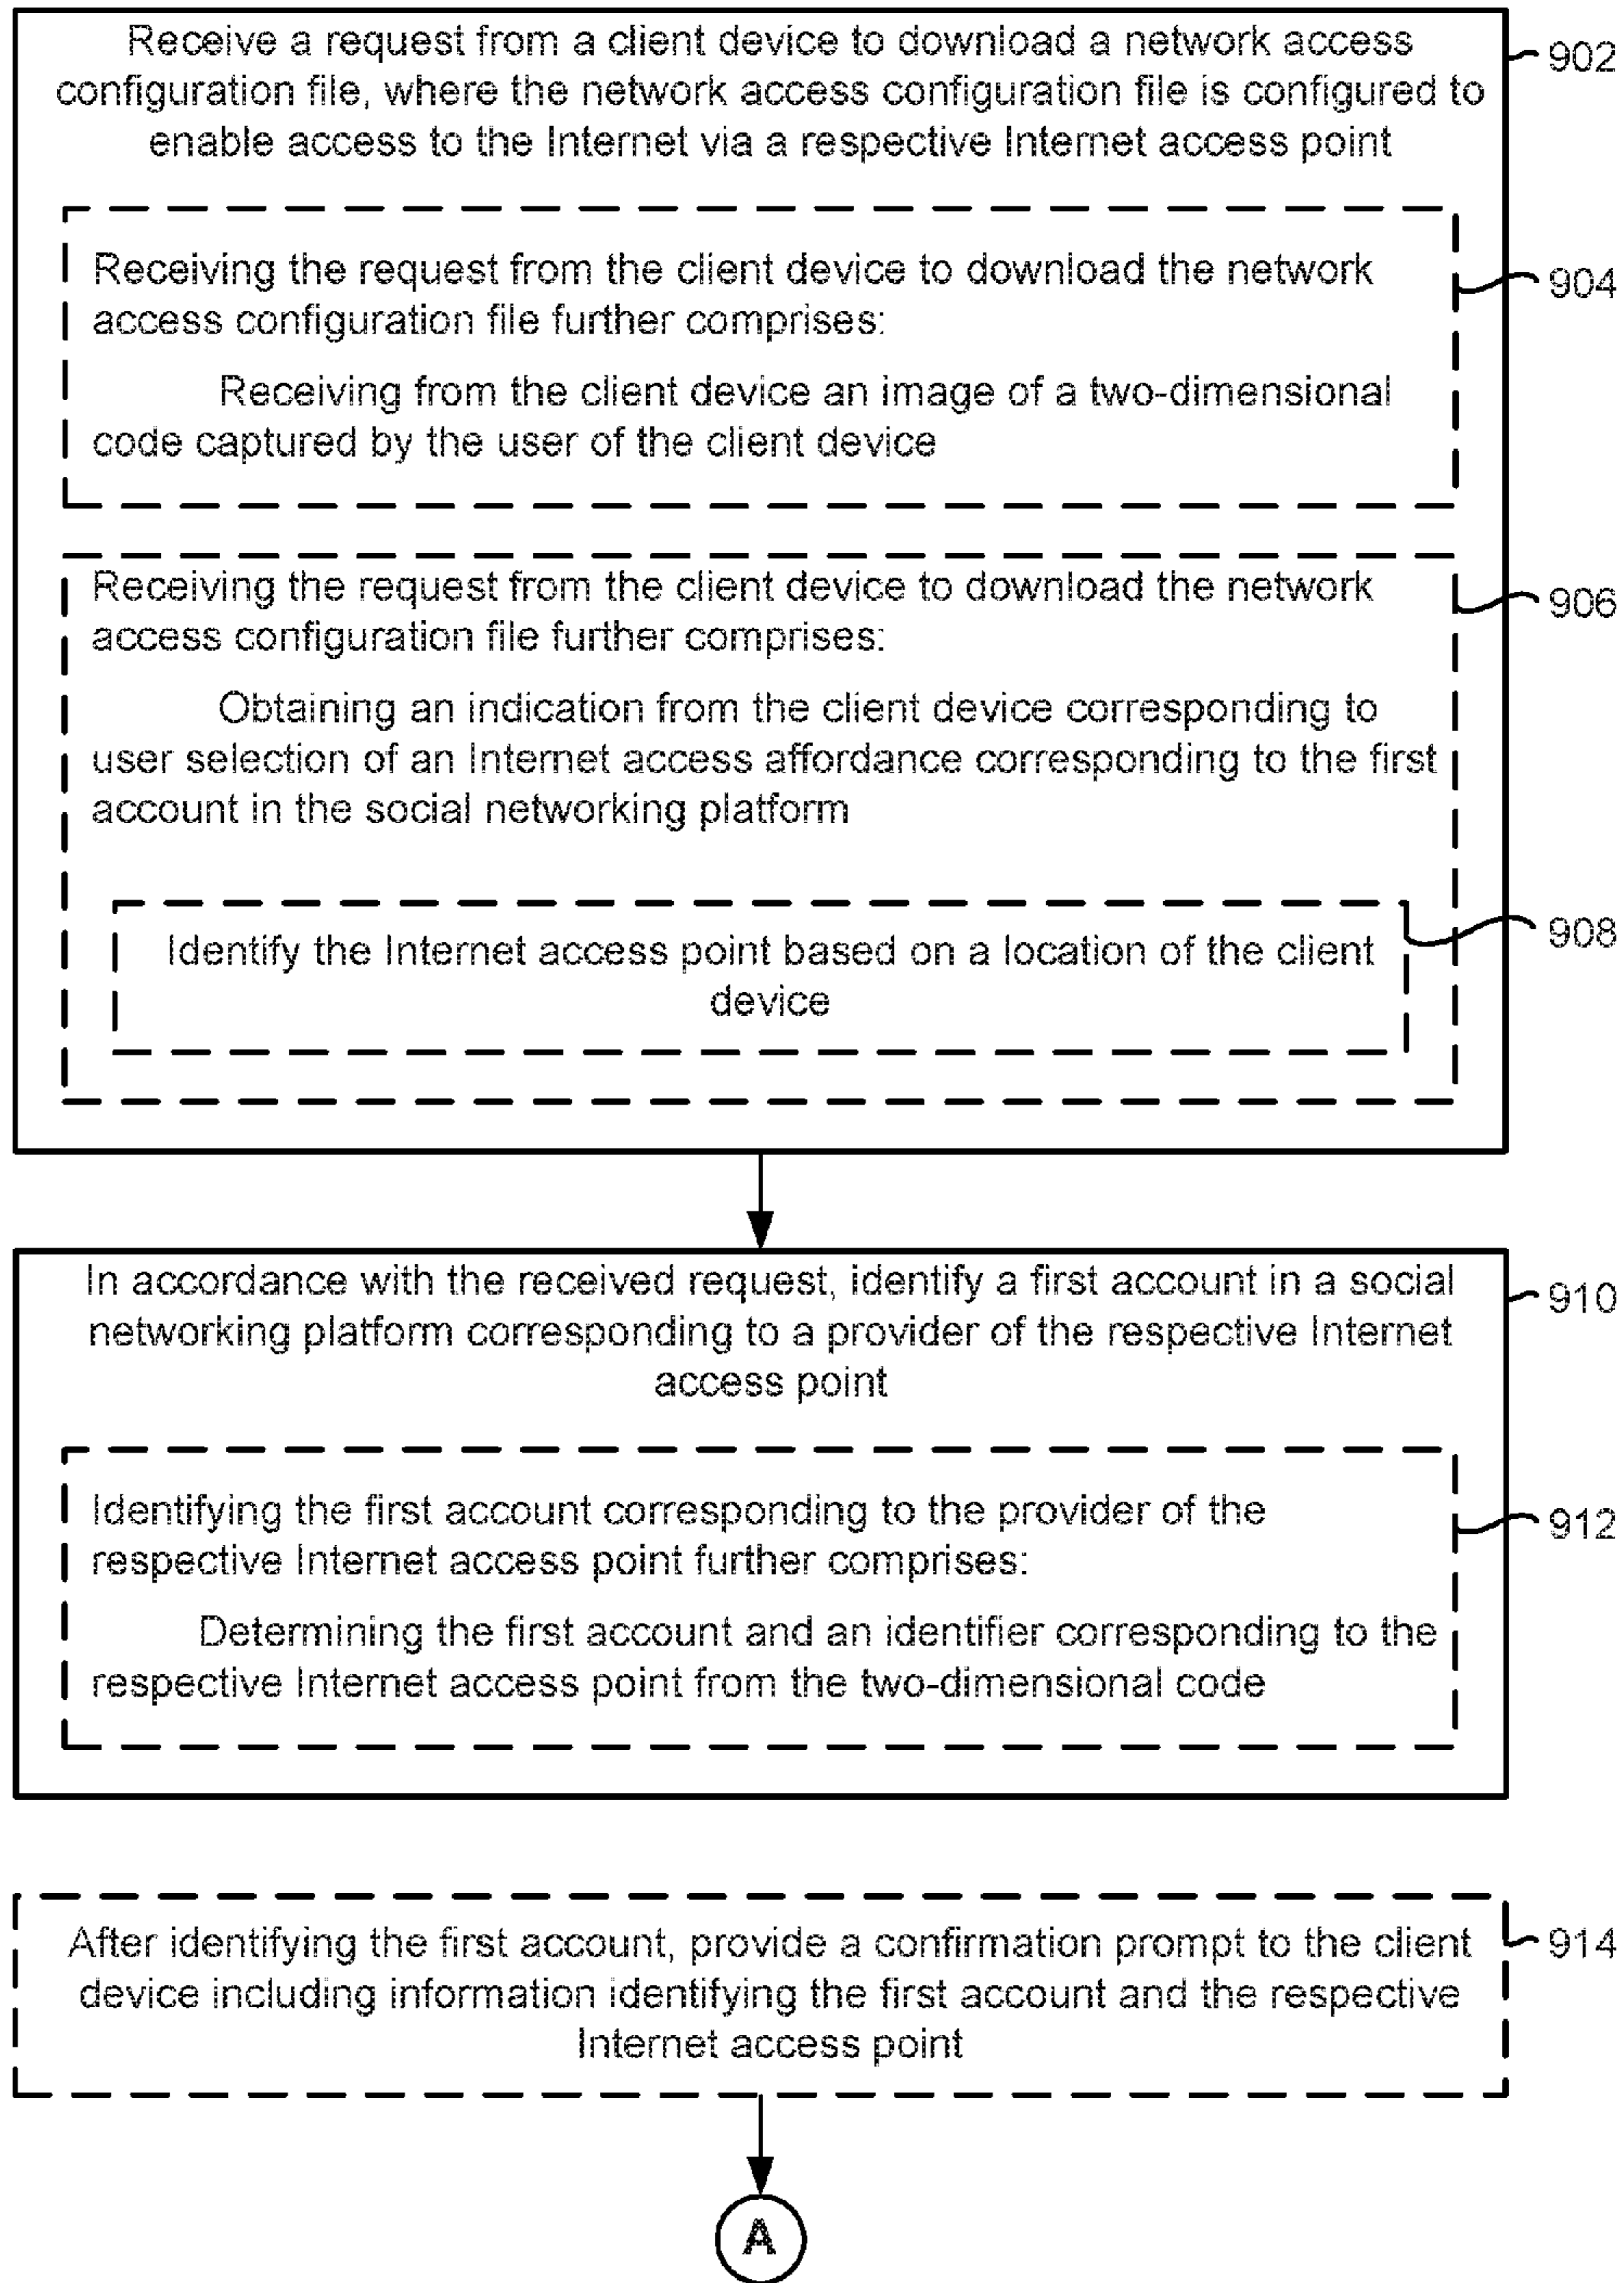 Receive a request from a client device to download a network access
configuration file, where the network access configuration file is configured to
enable access to the Internet via a respective Internet access point
902
Receiving the request from the client device to download the network
access configuration file further comprises:
Receiving from the client device an image of a two-dimensional
code captured by the user of the client device
904
Receiving the request from the client device to download the network
access configuration file further comprises:
Obtaining an indication from the client device corresponding to
user selection of an Internet access affordance corresponding to the first
account in the social networking platform
906
Identify the Internet access point based on a location of the client
device
908
In accordance with the received request, identify a first account in a social
networking platform corresponding to a provider of the respective Internet
access point
910
Identifying the first account corresponding to the provider of the
respective Internet access point further comprises:
Determining the first account and an identifier corresponding to the
respective Internet access point from the two-dimensional code
912
After identifying the first account, provide a confirmation prompt to the client
device including information identifying the first account and the respective
Internet access point
914
A